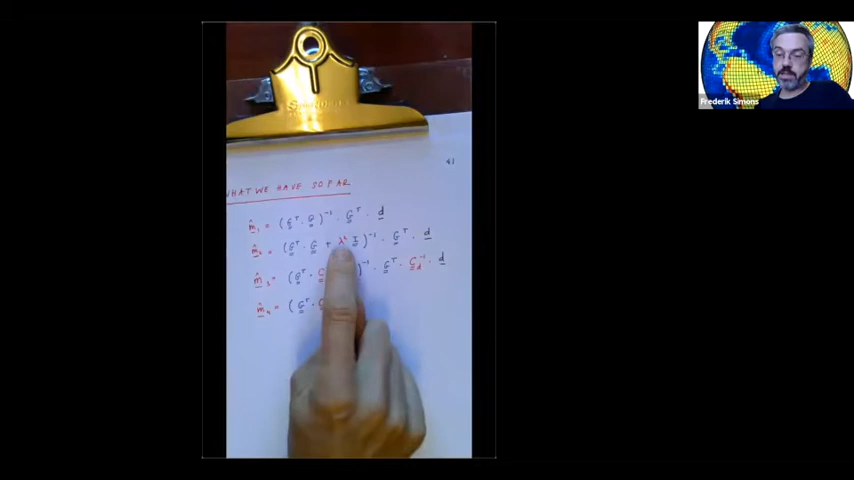 41
WHAT WE HAVE SO FAR
m̂₁ = (Gᵀ · G)⁻¹ · Gᵀ · d
m̂₂ = (Gᵀ · G + λ² I)⁻¹ · Gᵀ · d
m̂₃ = (Gᵀ · C )⁻¹ · Gᵀ · C_d⁻¹ · d
m̂₄ = (Gᵀ · C
Frederik Simons